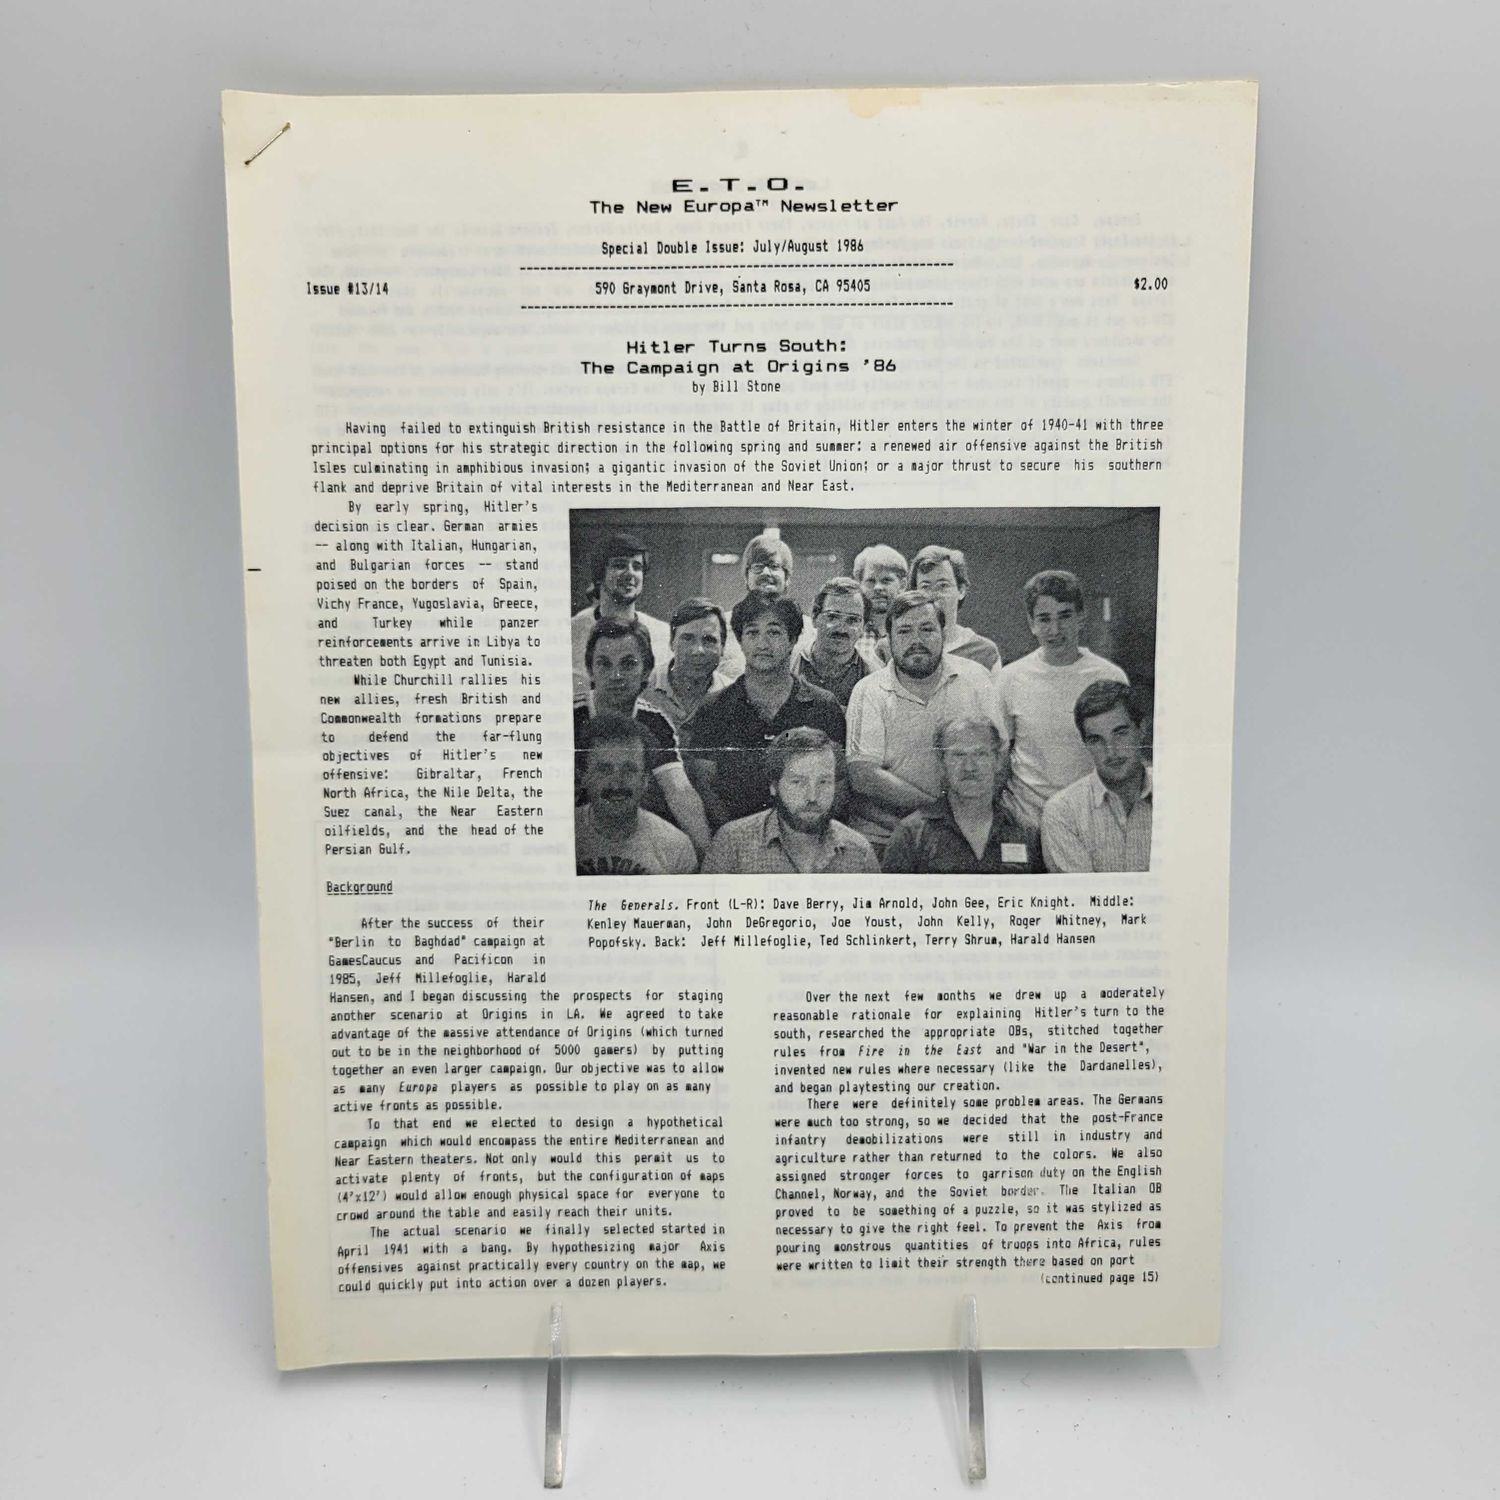 E.T.O.
The New Europa™ Newsletter
Special Double Issue: July/August 1986
Issue #13/14
590 Graymont Drive, Santa Rosa, CA 95405
$2.00
Hitler Turns South:
The Campaign at Origins '86
by Bill Stone
Having failed to extinguish British resistance in the Battle of Britain, Hitler enters the winter of 1940-41 with three
principal options for his strategic direction in the following spring and summer: a renewed air offensive against the British
Isles culminating in amphibious invasion; a gigantic invasion of the Soviet Union; or a major thrust to secure his southern
flank and deprive Britain of vital interests in the Mediterranean and Near East.
By early spring, Hitler's
decision is clear. German armies
-- along with Italian, Hungarian,
and Bulgarian forces -- stand
poised on the borders of Spain,
Vichy France, Yugoslavia, Greece,
and Turkey while panzer
reinforcements arrive in Libya to
threaten both Egypt and Tunisia.
While Churchill rallies his
new allies, fresh British and
Commonwealth formations prepare
to defend the far-flung
objectives of Hitler's new
offensive: Gibraltar, French
North Africa, the Nile Delta, the
Suez canal, the Near Eastern
oilfields, and the head of the
Persian Gulf.
The Generals. Front (L-R): Dave Berry, Jim Arnold, John Gee, Eric Knight. Middle:
Kenley Mauerman, John DeGregorio, Joe Youst, John Kelly, Roger Whitney, Mark
Popofsky. Back: Jeff Millefoglie, Ted Schlinkert, Terry Shrum, Harald Hansen
Background
After the success of their
"Berlin to Baghdad" campaign at
GamesCaucus and Pacificon in
1985, Jeff Millefoglie, Harald
Hansen, and I began discussing the prospects for staging
another scenario at Origins in LA. We agreed to take
advantage of the massive attendance of Origins (which turned
out to be in the neighborhood of 5000 gamers) by putting
together an even larger campaign. Our objective was to allow
as many Europa players as possible to play on as many
active fronts as possible.
To that end we elected to design a hypothetical
campaign which would encompass the entire Mediterranean and
Near Eastern theaters. Not only would this permit us to
activate plenty of fronts, but the configuration of maps
(4'x12') would allow enough physical space for everyone to
crowd around the table and easily reach their units.
The actual scenario we finally selected started in
April 1941 with a bang. By hypothesizing major Axis
offensives against practically every country on the map, we
could quickly put into action over a dozen players.
Over the next few months we drew up a moderately
reasonable rationale for explaining Hitler's turn to the
south, researched the appropriate OBs, stitched together
rules from Fire in the East and "War in the Desert",
invented new rules where necessary (like the Dardanelles),
and began playtesting our creation.
There were definitely some problem areas. The Germans
were much too strong, so we decided that the post-France
infantry demobilizations were still in industry and
agriculture rather than returned to the colors. We also
assigned stronger forces to garrison duty on the English
Channel, Norway, and the Soviet border. The Italian OB
proved to be something of a puzzle, so it was stylized as
necessary to give the right feel. To prevent the Axis from
pouring monstrous quantities of troops into Africa, rules
were written to limit their strength there based on port
(continued page 15)